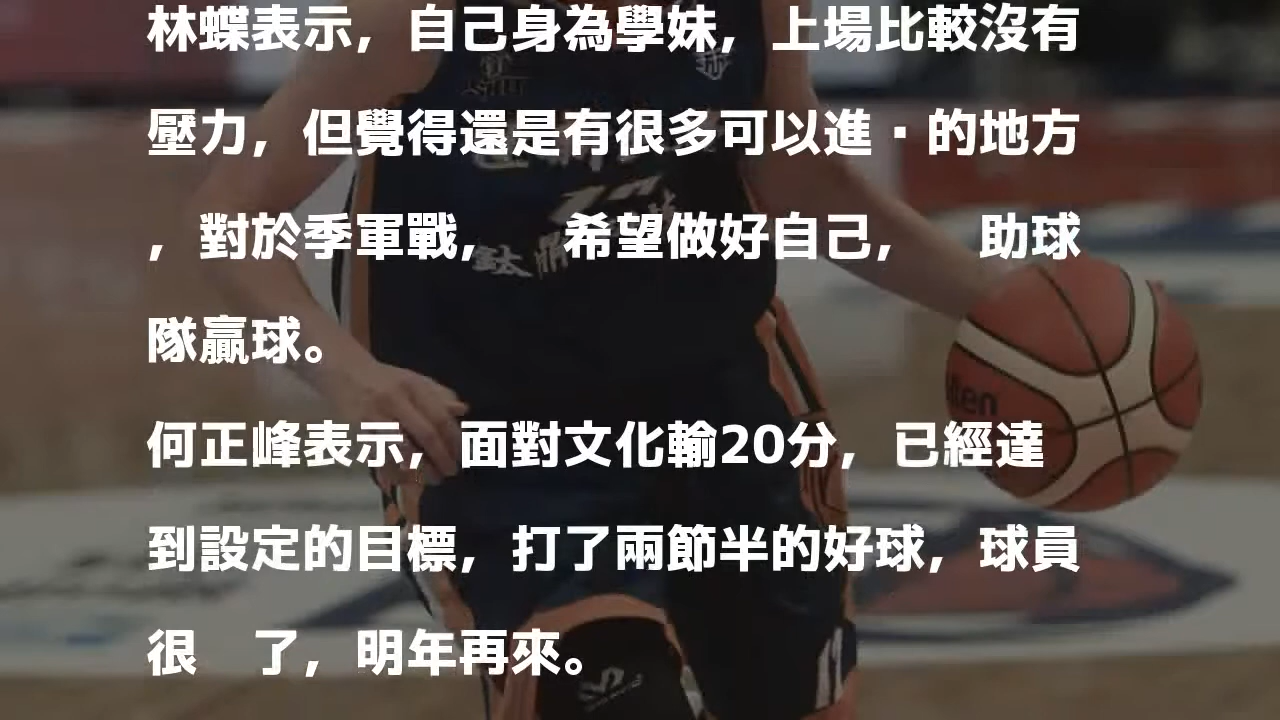 林蝶表示，自己身為學妹，上場比較沒有
壓力，但覺得還是有很多可以進·的地方
，對於季軍戰，　希望做好自己，　助球
隊贏球。
何正峰表示，面對文化輸20分，已經達
到設定的目標，打了兩節半的好球，球員
很　了，明年再來。
鈦鼎
lten